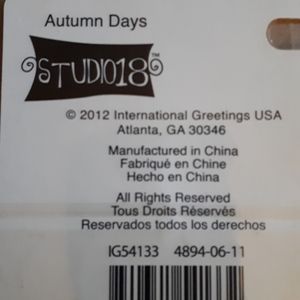 Autumn Days
STUDIO18™
© 2012 International Greetings USA
Atlanta, GA 30346
Manufactured in China
Fabriqué en Chine
Hecho en China
All Rights Reserved
Tous Droits Réservés
Reservados todos los derechos
IG54133 4894-06-11